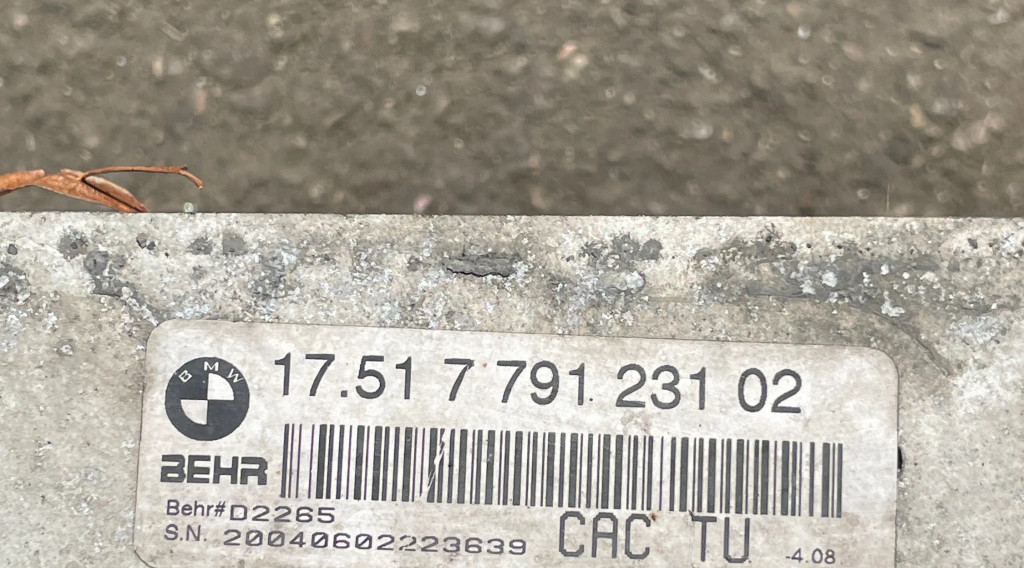 BMW
17.51 7 791 231 02
BEHR
Behr# D2265
S.N. 20040602223639
CAC TU -4.08